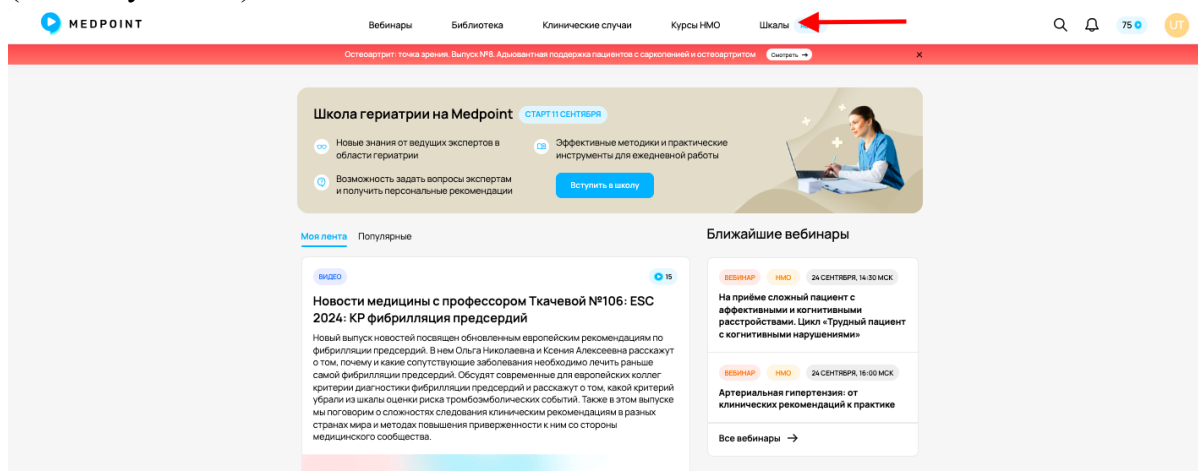 MEDPOINT
Вебинары Библиотека Клинические случаи Курсы НМО Шкалы
75
UT
Остеоартрит: точка зрения. Выпуск №8. Адьювантная поддержка пациентов с саркопенией и остеоартритом Смотреть →
Школа гериатрии на Medpoint СТАРТ 11 СЕНТЯБРЯ
Новые знания от ведущих экспертов в
области гериатрии
Эффективные методики и практические
инструменты для ежедневной работы
Возможность задать вопросы экспертам
и получить персональные рекомендации
Вступить в школу
Моя лента Популярные
ВИДЕО 15
Новости медицины с профессором Ткачевой №106: ESC
2024: КР фибрилляция предсердий
Новый выпуск новостей посвящен обновленным европейским рекомендациям по
фибрилляции предсердий. В нем Ольга Николаевна и Ксения Алексеевна расскажут
о том, почему и какие сопутствующие заболевания необходимо лечить раньше
самой фибрилляции предсердий. Обсудят современные для европейских коллег
критерии диагностики фибрилляции предсердий и расскажут о том, какой критерий
убрали из шкалы оценки риска тромбоэмболических событий. Также в этом выпуске
мы поговорим о сложностях следования клиническим рекомендациям в разных
странах мира и методах повышения приверженности к ним со стороны
медицинского сообщества.
Ближайшие вебинары
ВЕБИНАР НМО 24 СЕНТЯБРЯ, 14:30 МСК
На приёме сложный пациент с
аффективными и когнитивными
расстройствами. Цикл «Трудный пациент
с когнитивными нарушениями»
ВЕБИНАР НМО 24 СЕНТЯБРЯ, 16:00 МСК
Артериальная гипертензия: от
клинических рекомендаций к практике
Все вебинары →